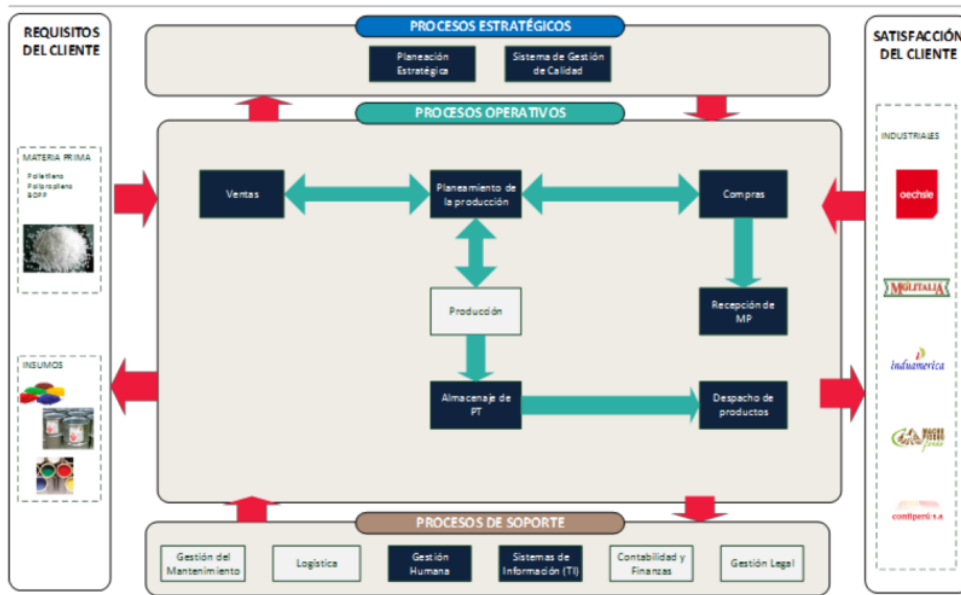 REQUISITOS
DEL CLIENTE
MATERIA PRIMA
Polietileno
Polipropileno
BOPP
INSUMOS
PROCESOS ESTRATÉGICOS
Planeación
Estratégica
Sistema de Gestión
de Calidad
PROCESOS OPERATIVOS
Ventas
Planeamiento de
la producción
Compras
Producción
Recepción de
MP
Almacenaje de
PT
Despacho de
productos
PROCESOS DE SOPORTE
Gestión del
Mantenimiento
Logística
Gestión
Humana
Sistemas de
Información (TI)
Contabilidad y
Finanzas
Gestión Legal
SATISFACCIÓN
DEL CLIENTE
INDUSTRIALES
oechsle
MOLITALIA
Induamerica
confiperú s.a